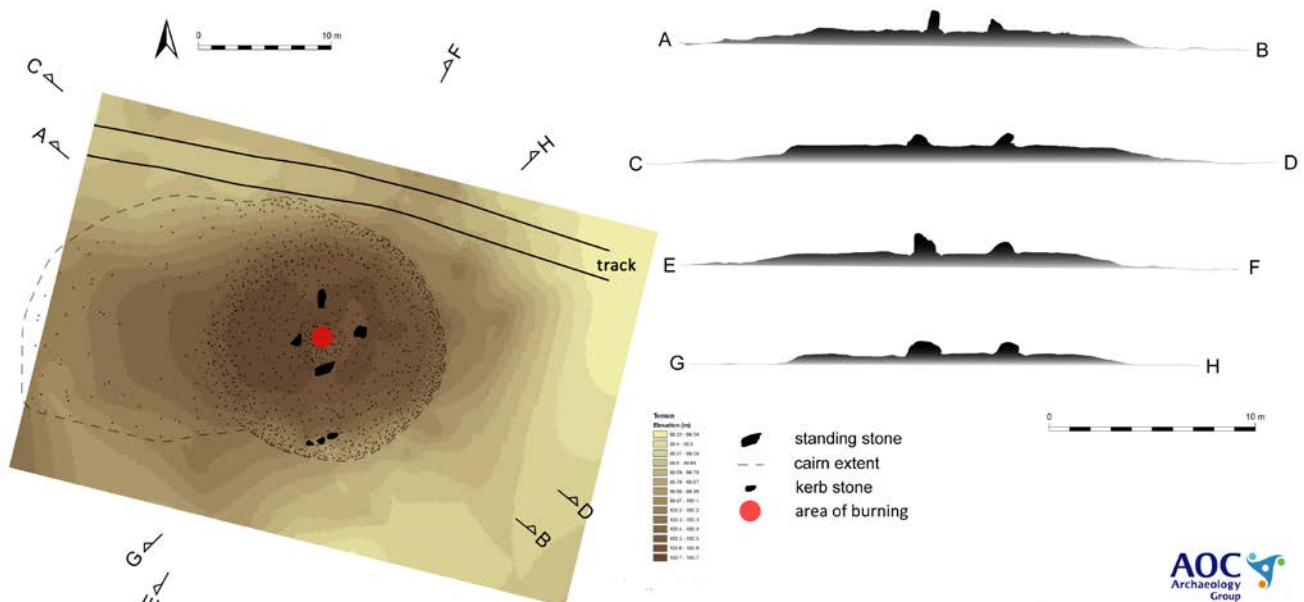 0 10 m
F
C
A
H
track
D
B
G
E
A B
C D
E F
G H
0 10 m
Terrain
Elevation (m)
standing stone
cairn extent
kerb stone
area of burning
AOC
Archaeology
Group